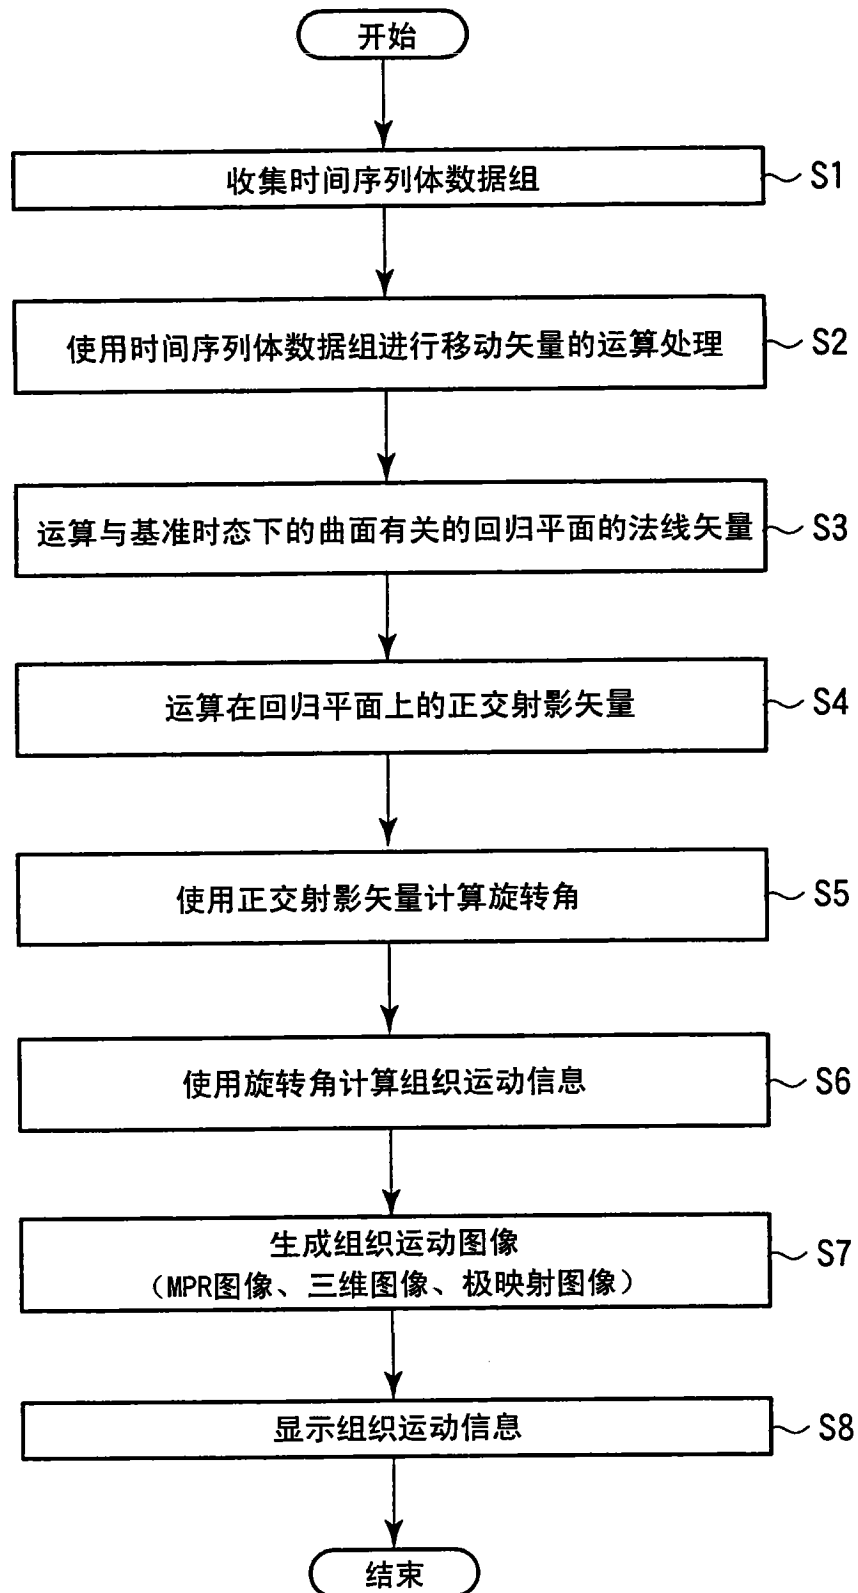 开始
收集时间序列体数据组
S1
使用时间序列体数据组进行移动矢量的运算处理
S2
运算与基准时态下的曲面有关的回归平面的法线矢量
S3
运算在回归平面上的正交射影矢量
S4
使用正交射影矢量计算旋转角
S5
使用旋转角计算组织运动信息
S6
生成组织运动图像
（MPR图像、三维图像、极映射图像）
S7
显示组织运动信息
S8
结束